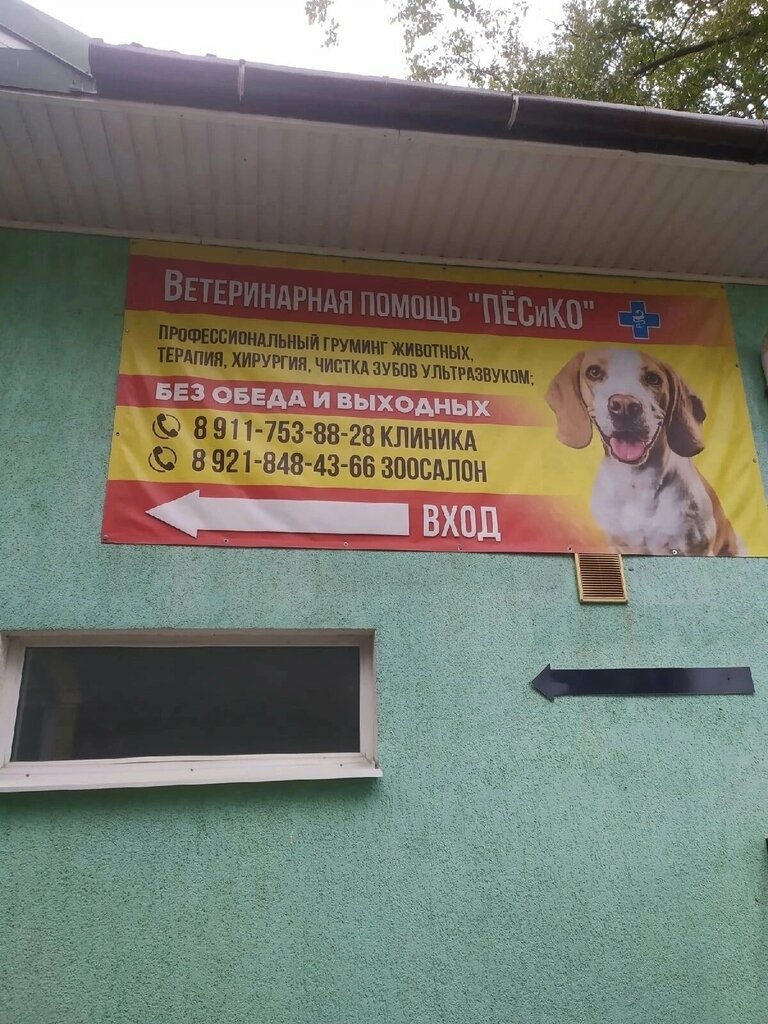 Ветеринарная помощь "ПЁСиКО"
ПРОФЕССИОНАЛЬНЫЙ ГРУМИНГ ЖИВОТНЫХ,
ТЕРАПИЯ, ХИРУРГИЯ, ЧИСТКА ЗУБОВ УЛЬТРАЗВУКОМ;
БЕЗ ОБЕДА И ВЫХОДНЫХ
8 911-753-88-28 КЛИНИКА
8 921-848-43-66 ЗООСАЛОН
ВХОД